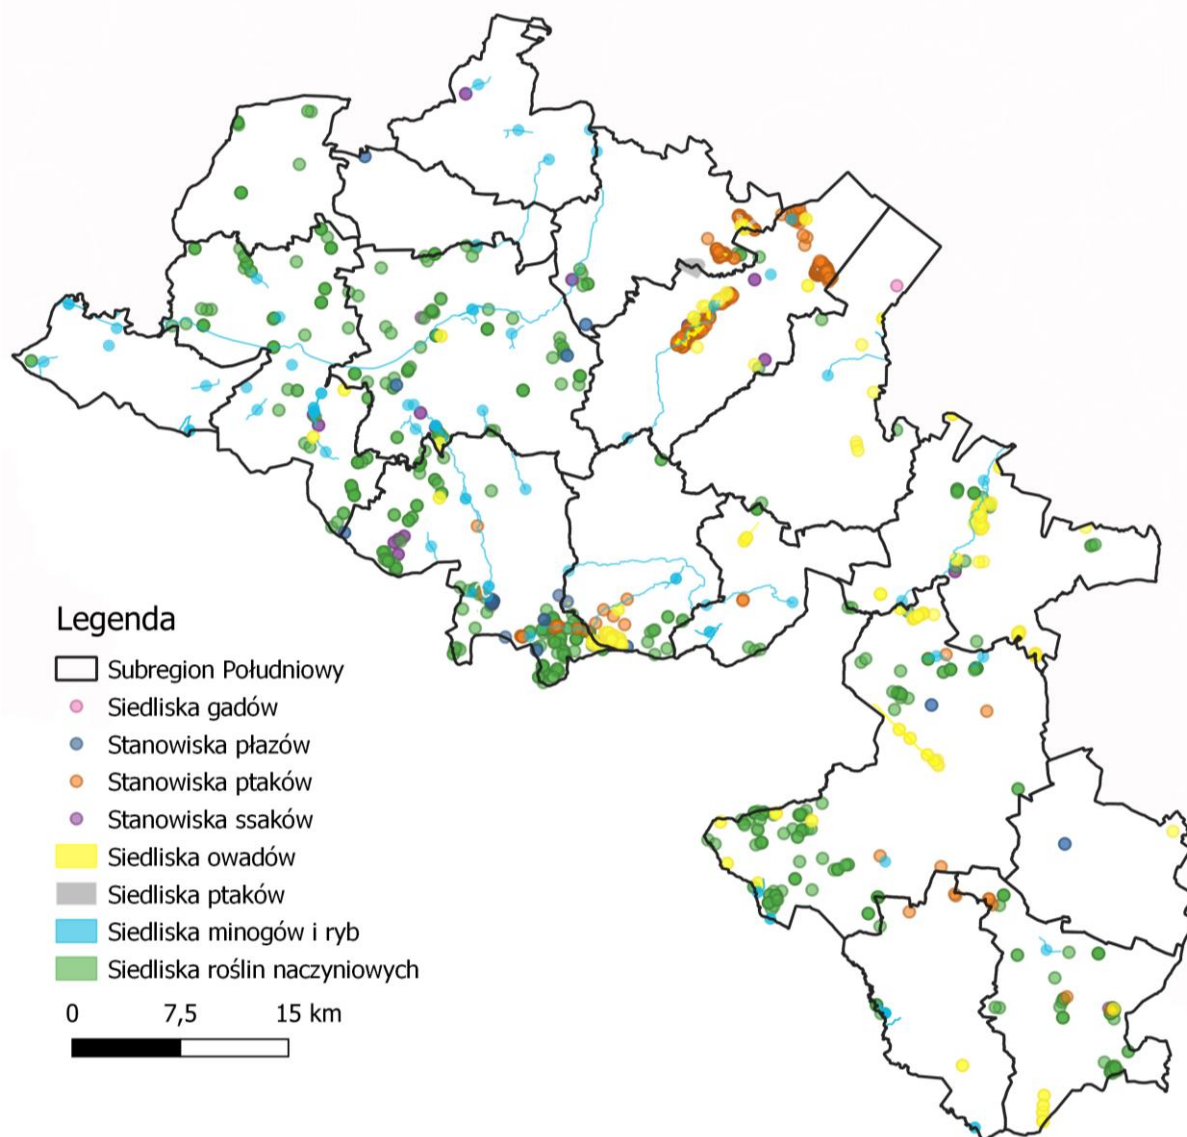 Legenda
Subregion Południowy
Siedliska gadów
Stanowiska płazów
Stanowiska ptaków
Stanowiska ssaków
Siedliska owadów
Siedliska ptaków
Siedliska minogów i ryb
Siedliska roślin naczyniowych
0 7,5 15 km